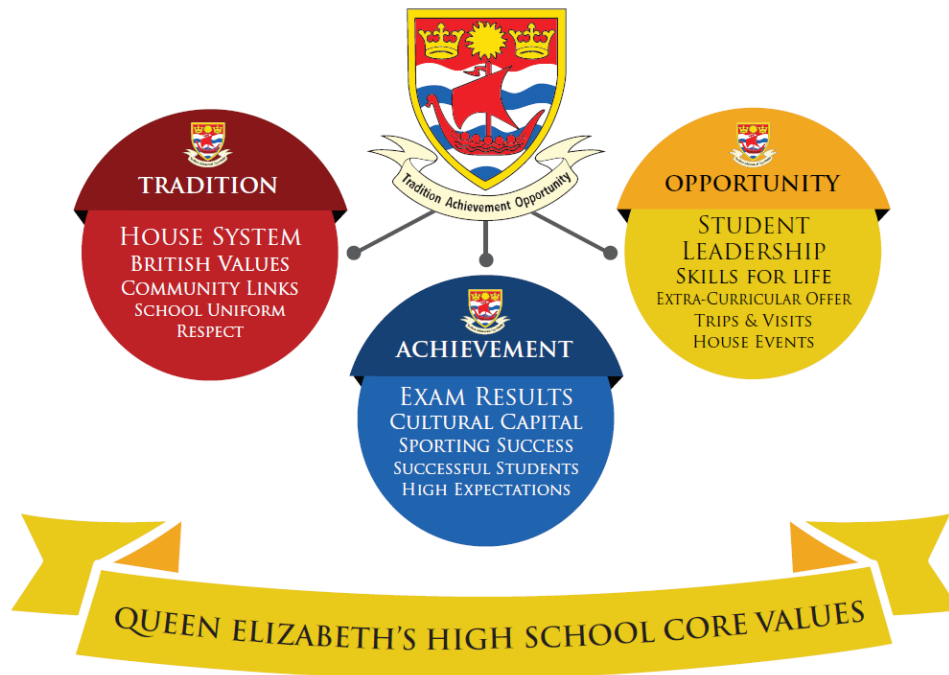 Tradition Achievement Opportunity
TRADITION
HOUSE SYSTEM
BRITISH VALUES
COMMUNITY LINKS
SCHOOL UNIFORM
RESPECT
ACHIEVEMENT
EXAM RESULTS
CULTURAL CAPITAL
SPORTING SUCCESS
SUCCESSFUL STUDENTS
HIGH EXPECTATIONS
OPPORTUNITY
STUDENT
LEADERSHIP
SKILLS FOR LIFE
EXTRA-CURRICULAR OFFER
TRIPS & VISITS
HOUSE EVENTS
QUEEN ELIZABETH'S HIGH SCHOOL CORE VALUES